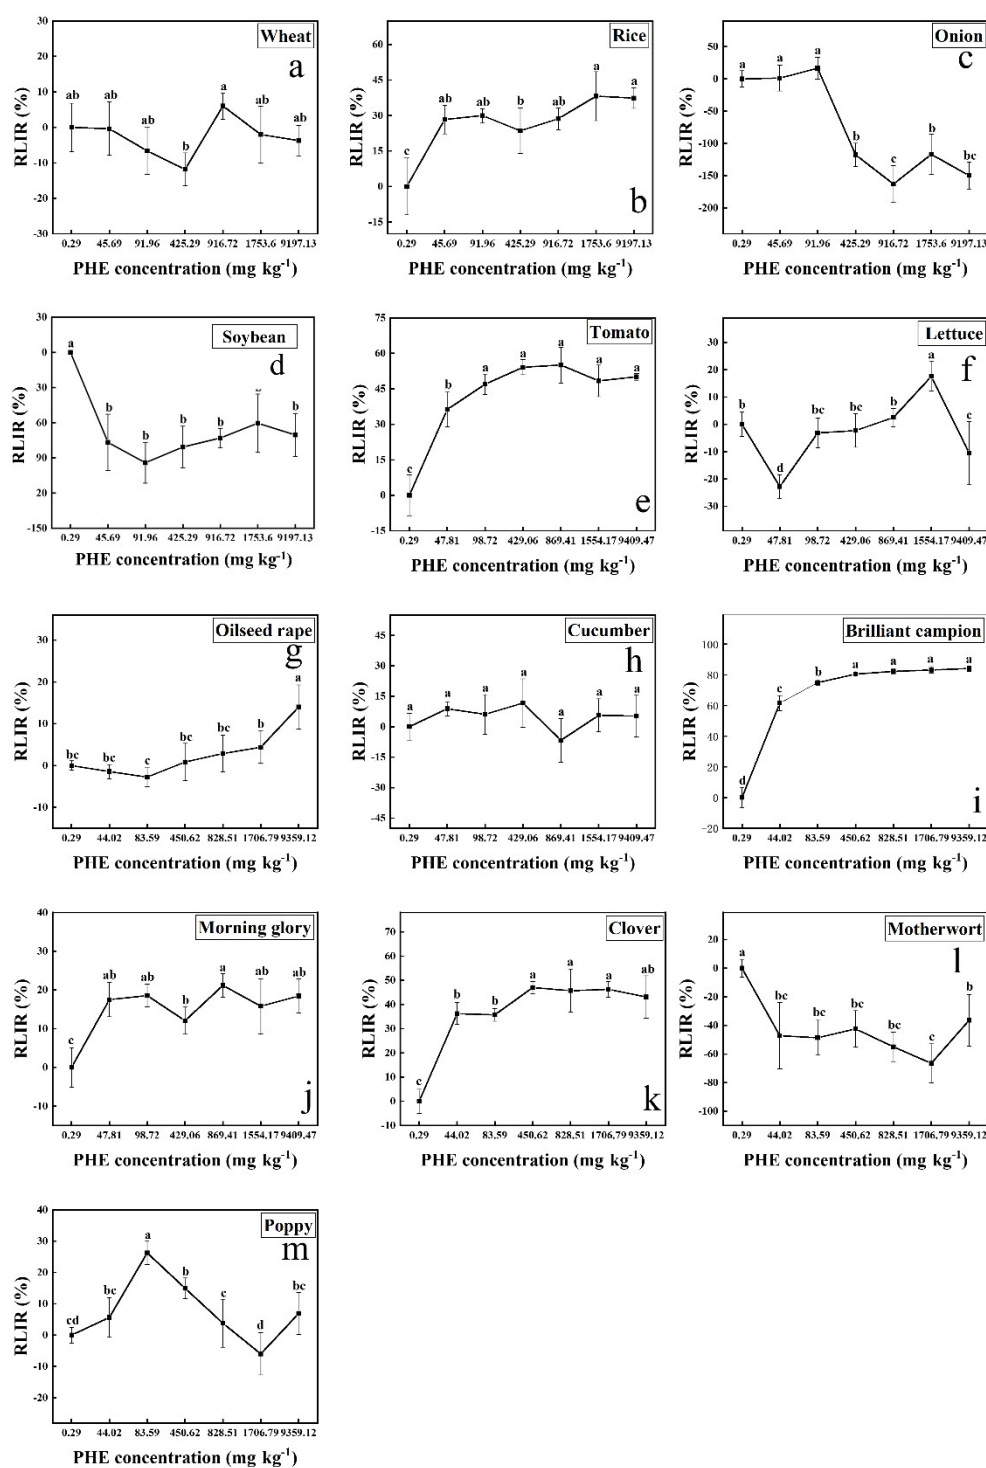 Wheat
a
30
20
10
0
-10
-20
-30
RLIR (%)
ab ab ab b a ab ab
0.29 45.69 91.96 425.29 916.72 1753.6 9197.13
PHE concentration (mg kg-1)
Rice
b
60
45
30
15
0
-15
RLIR (%)
c ab ab b ab a a
0.29 45.69 91.96 425.29 916.72 1753.6 9197.13
PHE concentration (mg kg-1)
Onion
c
50
0
-50
-100
-150
-200
RLIR (%)
a a a b c b bc
0.29 45.69 91.96 425.29 916.72 1753.6 9197.13
PHE concentration (mg kg-1)
Soybean
d
30
0
30
60
90
20
-150
RLIR (%)
a b b b b b
0.29 45.69 91.96 425.29 916.72 1753.6 9197.13
PHE concentration (mg kg-1)
Tomato
e
75
60
45
30
15
0
-15
RLIR (%)
c b a a a a a
0.29 47.81 98.72 429.06 869.41 1554.17 9409.47
PHE concentration (mg kg-1)
Lettuce
f
30
20
10
0
-10
-20
-30
RLIR (%)
b d bc bc b a c
0.29 47.81 98.72 429.06 869.41 1554.17 9409.47
PHE concentration (mg kg-1)
Oilseed rape
g
30
20
10
0
-10
RLIR (%)
bc bc c bc bc b a
0.29 44.02 83.59 450.62 828.51 1706.79 9359.12
PHE concentration (mg kg-1)
Cucumber
h
45
30
15
0
-15
-30
-45
RLIR (%)
a a a a a a a
0.29 47.81 98.72 429.06 869.41 1554.17 9409.47
PHE concentration (mg kg-1)
Brilliant campion
i
100
80
60
40
20
0
-20
RLIR (%)
d c b a a a a
0.29 44.02 83.59 450.62 828.51 1706.79 9359.12
PHE concentration (mg kg-1)
Morning glory
j
40
30
20
10
0
-10
RLIR (%)
c ab ab b a ab ab
0.29 47.81 98.72 429.06 869.41 1554.17 9409.47
PHE concentration (mg kg-1)
Clover
k
70
60
50
40
30
20
10
0
-10
RLIR (%)
c b b a a a ab
0.29 44.02 83.59 450.62 828.51 1706.79 9359.12
PHE concentration (mg kg-1)
Motherwort
l
20
0
-20
-40
-60
-80
-100
RLIR (%)
a bc bc bc bc c b
0.29 44.02 83.59 450.62 828.51 1706.79 9359.12
PHE concentration (mg kg-1)
Poppy
m
40
30
20
10
0
-10
-20
RLIR (%)
cd bc a b c d bc
0.29 44.02 83.59 450.62 828.51 1706.79 9359.12
PHE concentration (mg kg-1)